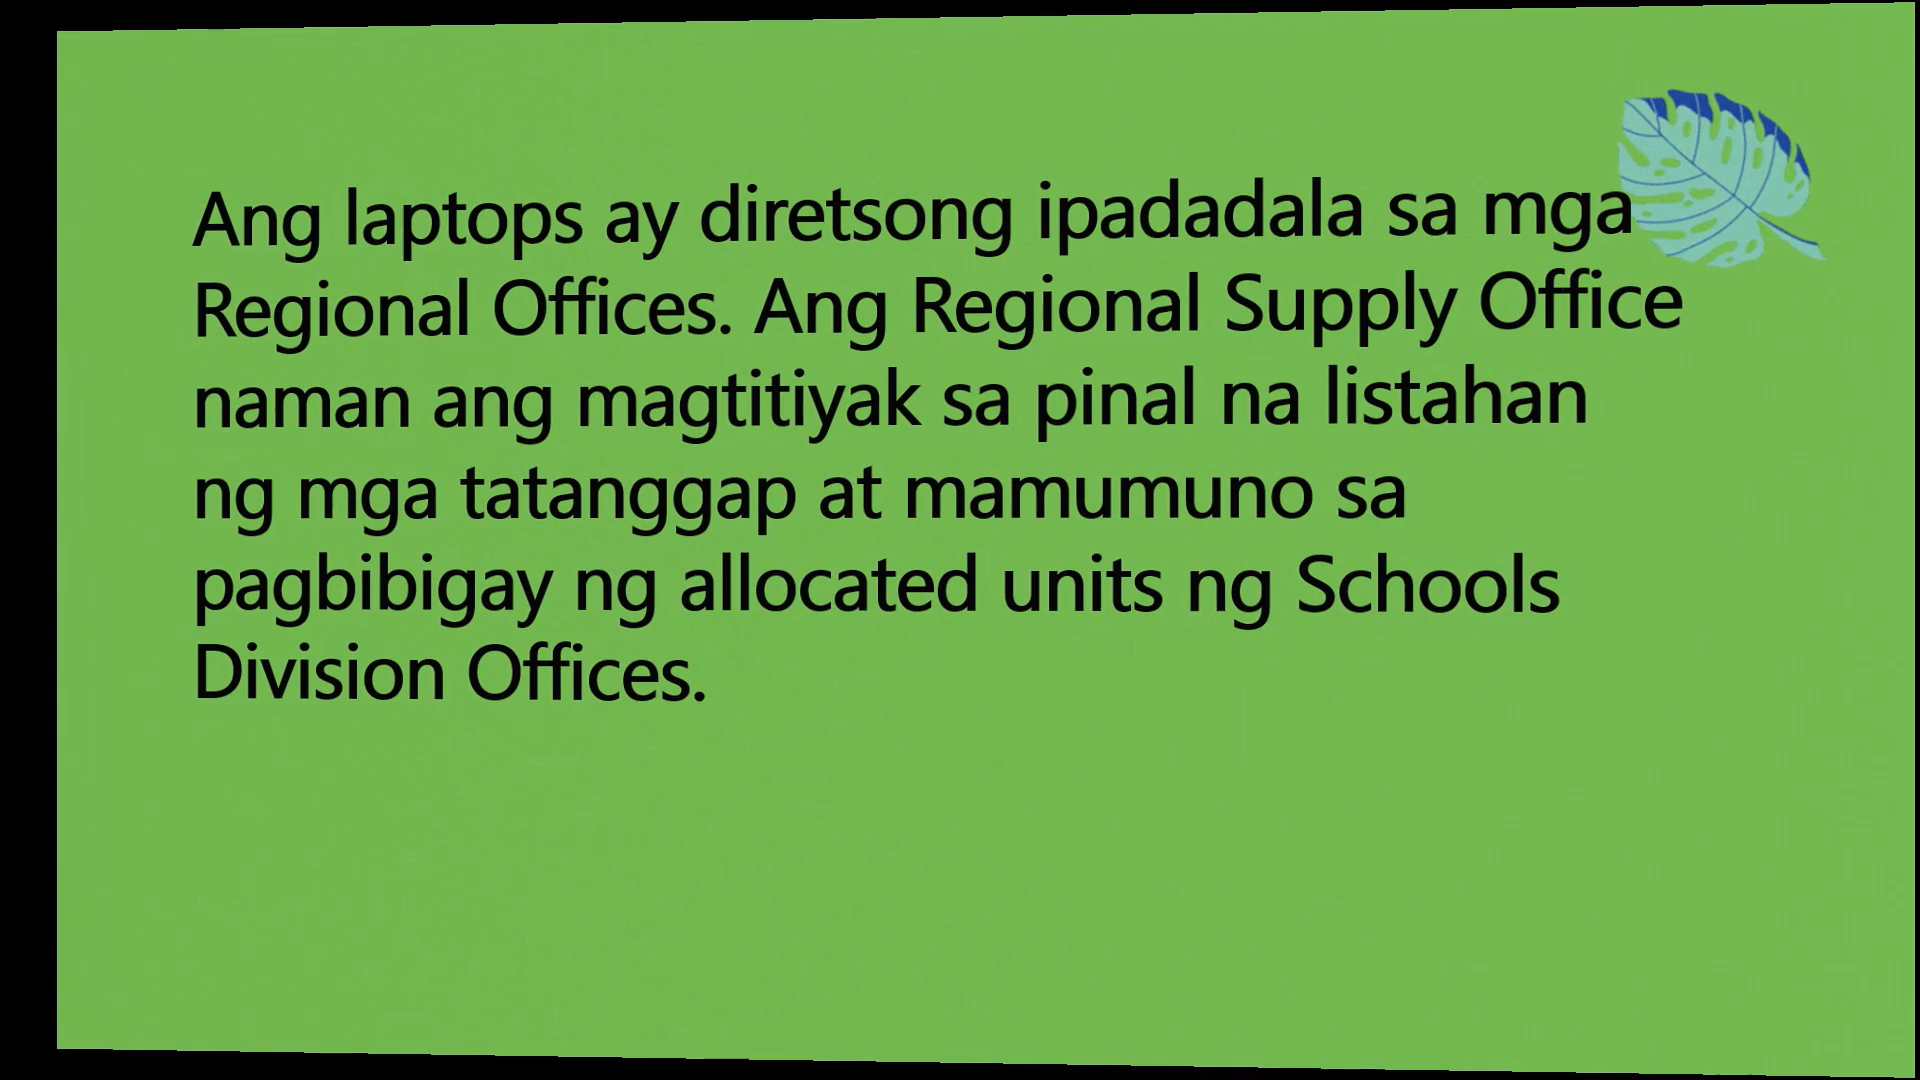 Ang laptops ay diretsong ipadadala sa mga
Regional Offices. Ang Regional Supply Office
naman ang magtitiyak sa pinal na listahan
ng mga tatanggap at mamumuno sa
pagbibigay ng allocated units ng Schools
Division Offices.